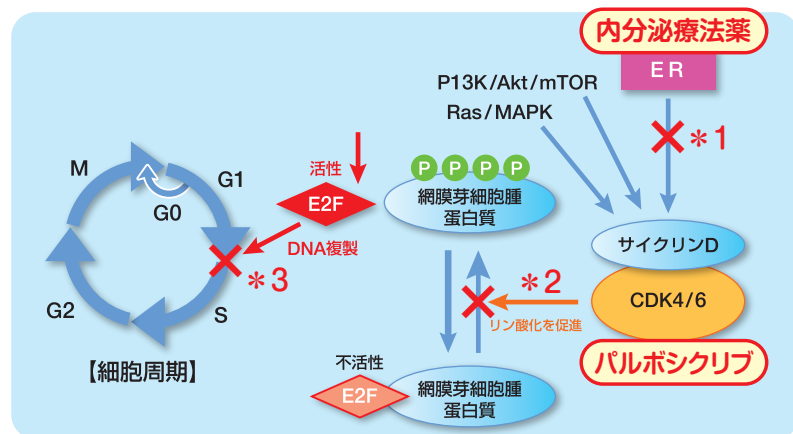 内分泌療法薬
ER
P13K/Akt/mTOR
Ras/MAPK
＊1
サイクリンD
CDK4/6
パルボシクリブ
＊2
リン酸化を促進
P P P P
網膜芽細胞腫
蛋白質
活性
E2F
DNA複製
＊3
不活性
E2F
網膜芽細胞腫
蛋白質
M
G1
G0
G2
S
【細胞周期】